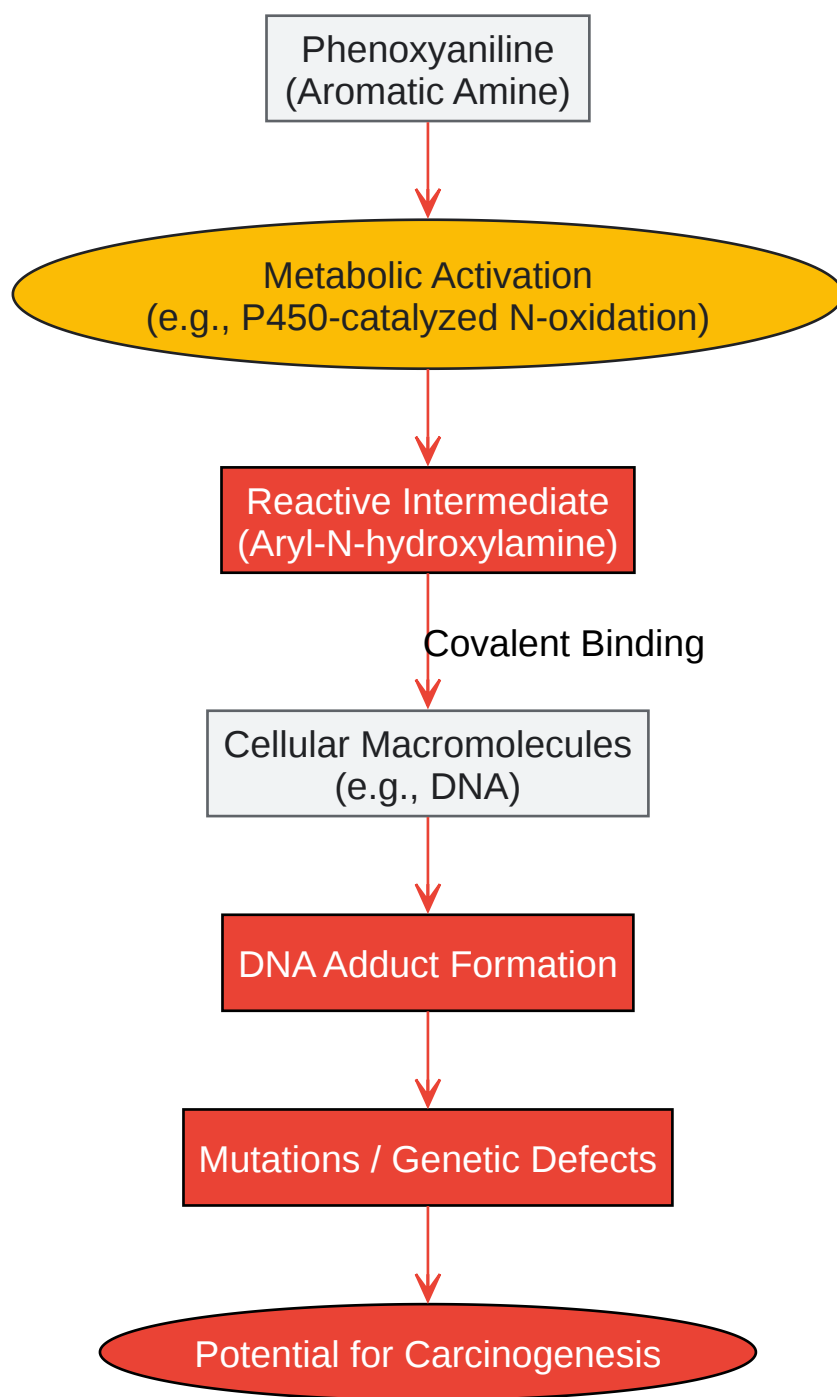 Phenoxyaniline
(Aromatic Amine)
Metabolic Activation
(e.g., P450-catalyzed N-oxidation)
Reactive Intermediate
(Aryl-N-hydroxylamine)
Covalent Binding
Cellular Macromolecules
(e.g., DNA)
DNA Adduct Formation
Mutations / Genetic Defects
Potential for Carcinogenesis